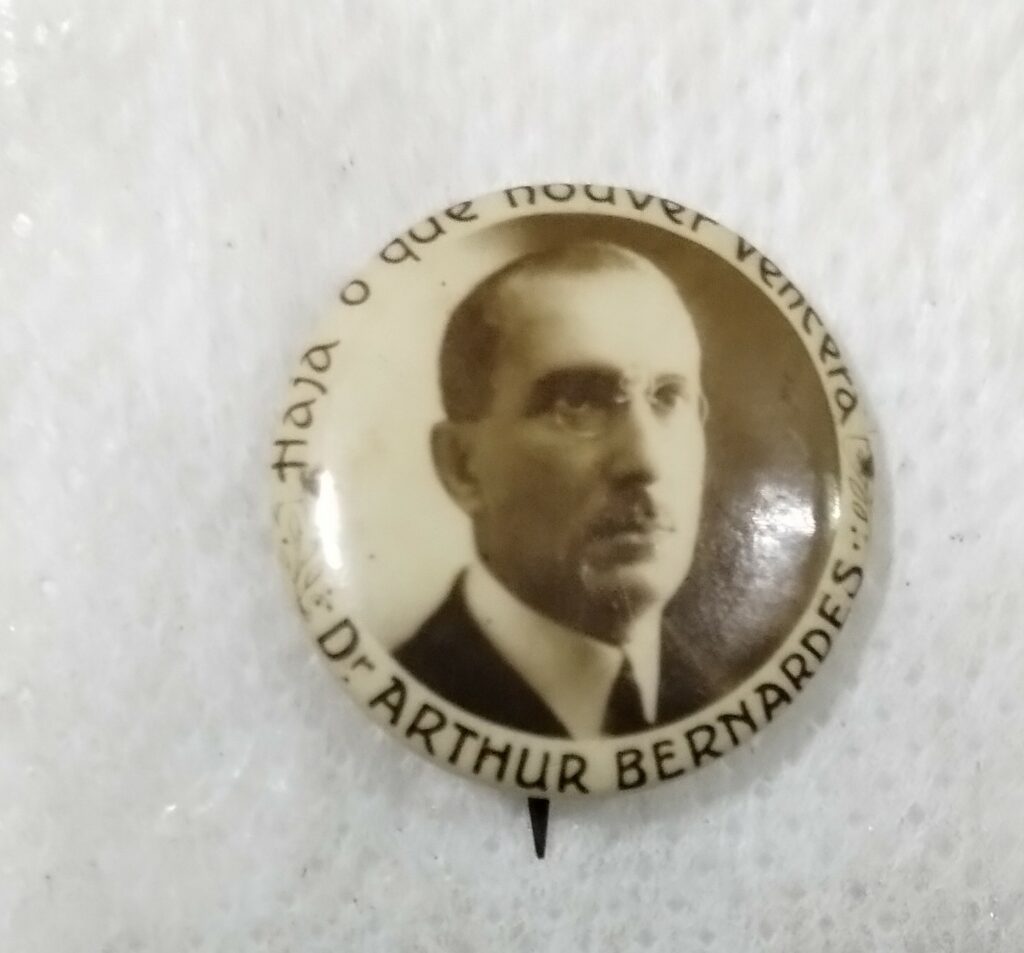 Haja o que houver vencerá
Dr ARTHUR BERNARDES